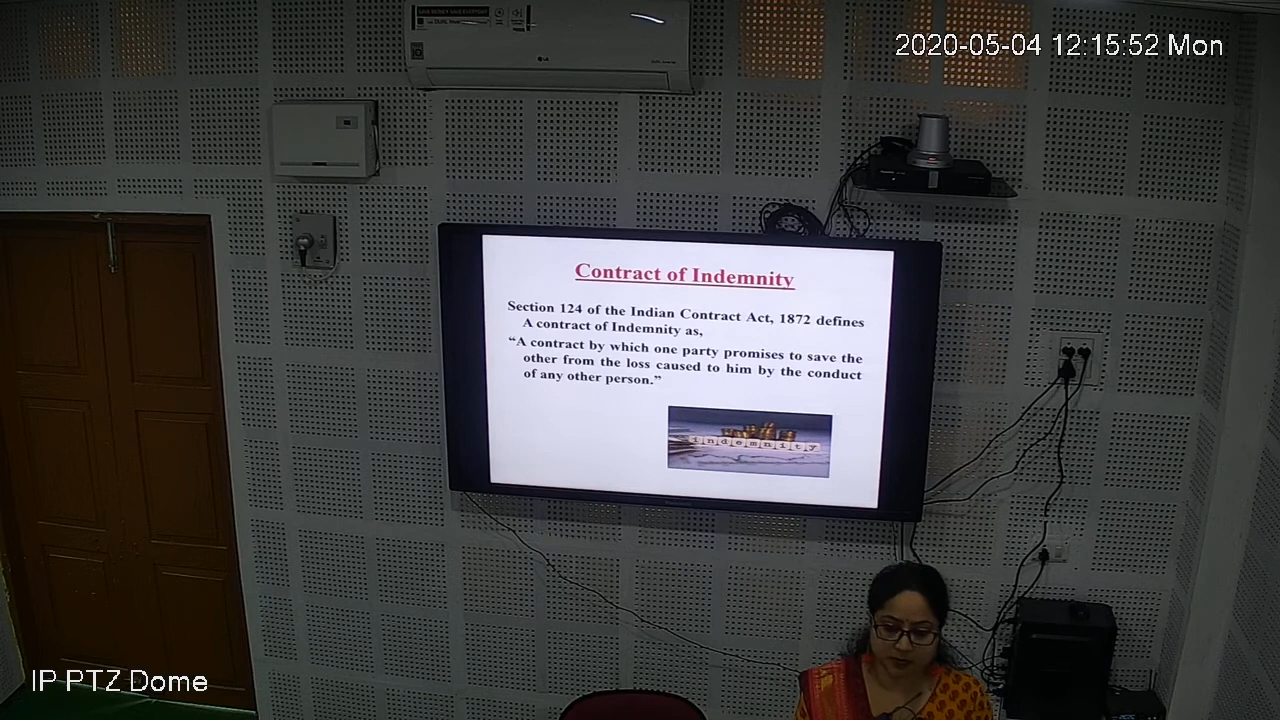 2020-05-04 12:15:52 Mon
LG
Contract of Indemnity
Section 124 of the Indian Contract Act, 1872 defines
A contract of Indemnity as,
“A contract by which one party promises to save the
other from the loss caused to him by the conduct
of any other person.”
indemnity
IP PTZ Dome